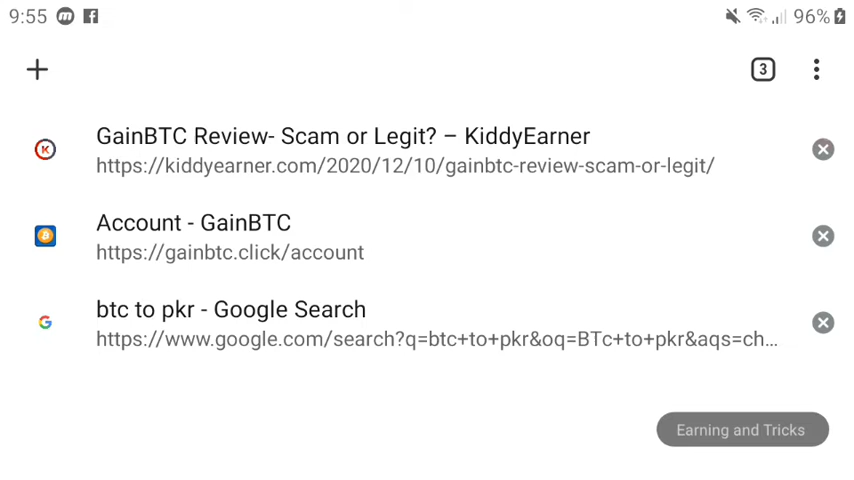 9:55
96%
3
GainBTC Review- Scam or Legit? – KiddyEarner
https://kiddyearner.com/2020/12/10/gainbtc-review-scam-or-legit/
Account - GainBTC
https://gainbtc.click/account
btc to pkr - Google Search
https://www.google.com/search?q=btc+to+pkr&oq=BTc+to+pkr&aqs=ch...
Earning and Tricks